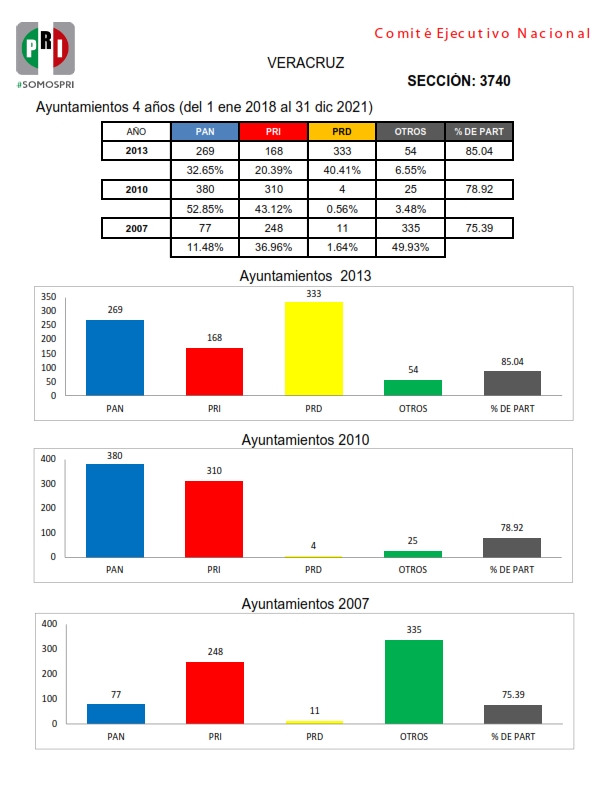 Comité Ejecutivo Nacional
PRI
#SOMOSPRI
VERACRUZ
SECCIÓN: 3740
Ayuntamientos 4 años (del 1 ene 2018 al 31 dic 2021)
AÑO PAN PRI PRD OTROS % DE PART
2013 269 168 333 54 85.04
32.65% 20.39% 40.41% 6.55%
2010 380 310 4 25 78.92
52.85% 43.12% 0.56% 3.48%
2007 77 248 11 335 75.39
11.48% 36.96% 1.64% 49.93%
Ayuntamientos 2013
350
300
250
200
150
100
50
0
269
168
333
54
85.04
PAN PRI PRD OTROS % DE PART
Ayuntamientos 2010
400
300
200
100
0
380
310
4
25
78.92
PAN PRI PRD OTROS % DE PART
Ayuntamientos 2007
400
300
200
100
0
77
248
11
335
75.39
PAN PRI PRD OTROS % DE PART